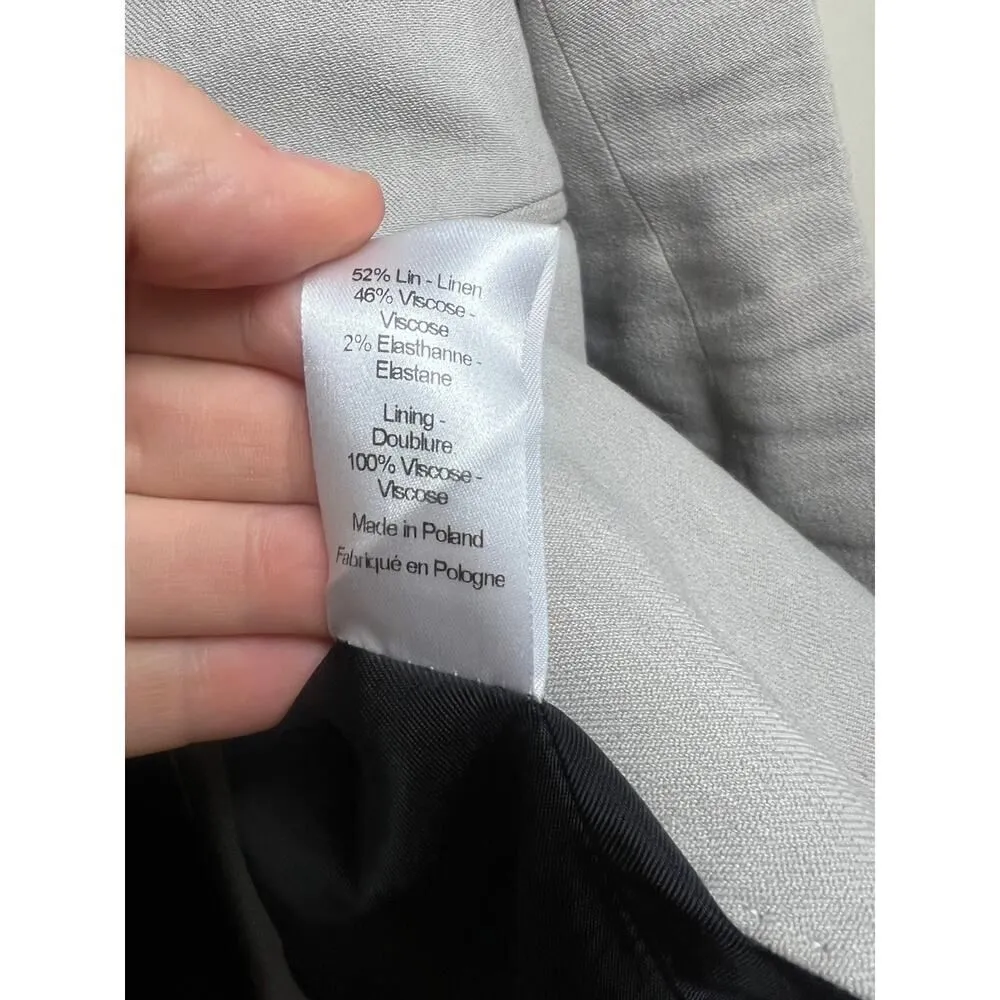 52% Lin - Linen
46% Viscose -
Viscose
2% Elasthanne -
Elastane
Lining -
Doublure
100% Viscose -
Viscose
Made in Poland
Fabriqué en Pologne